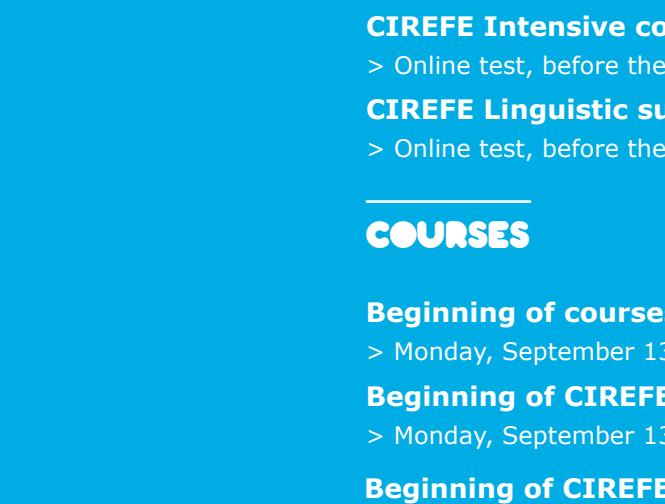 CIREFE Intensive co
> Online test, before the
CIREFE Linguistic su
> Online test, before the
COURSES
Beginning of course
> Monday, September 13
Beginning of CIREFE
> Monday, September 13
Beginning of CIREFE